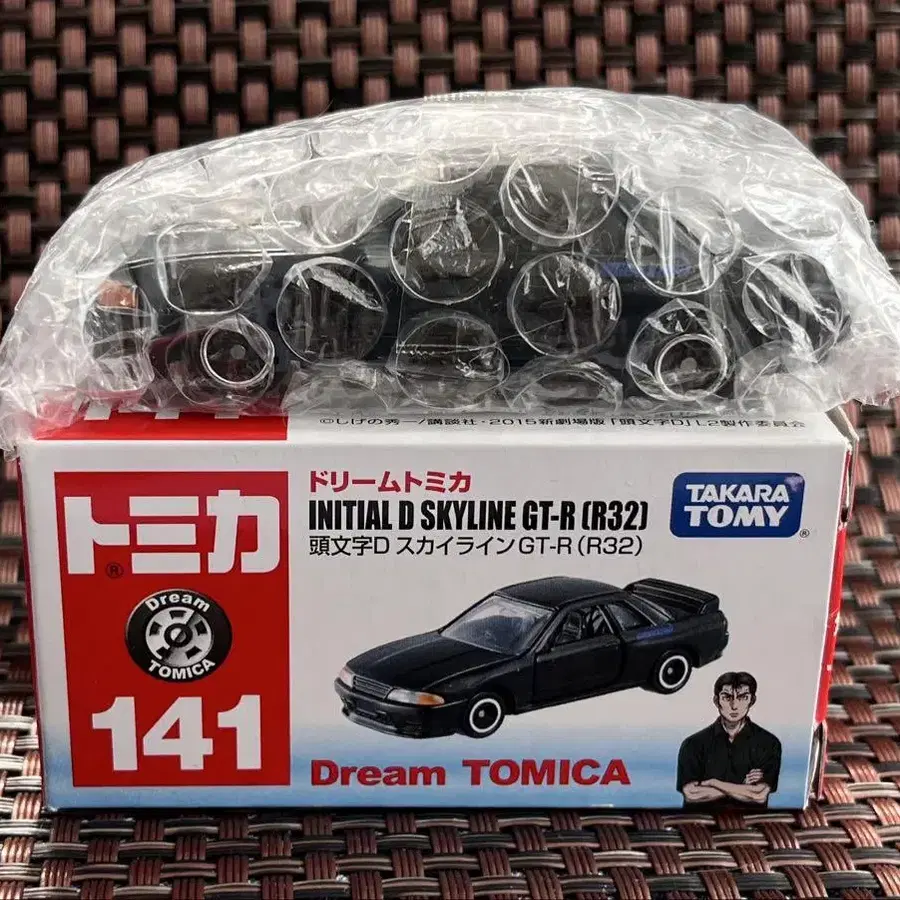 ©しげの秀一/講談社・2015新劇場版「頭文字D」L2製作委員会
トミカ®
Dream TOMICA
141
ドリームトミカ
INITIAL D SKYLINE GT-R (R32)
頭文字D スカイラインGT-R (R32)
TAKARA TOMY®
Dream TOMICA